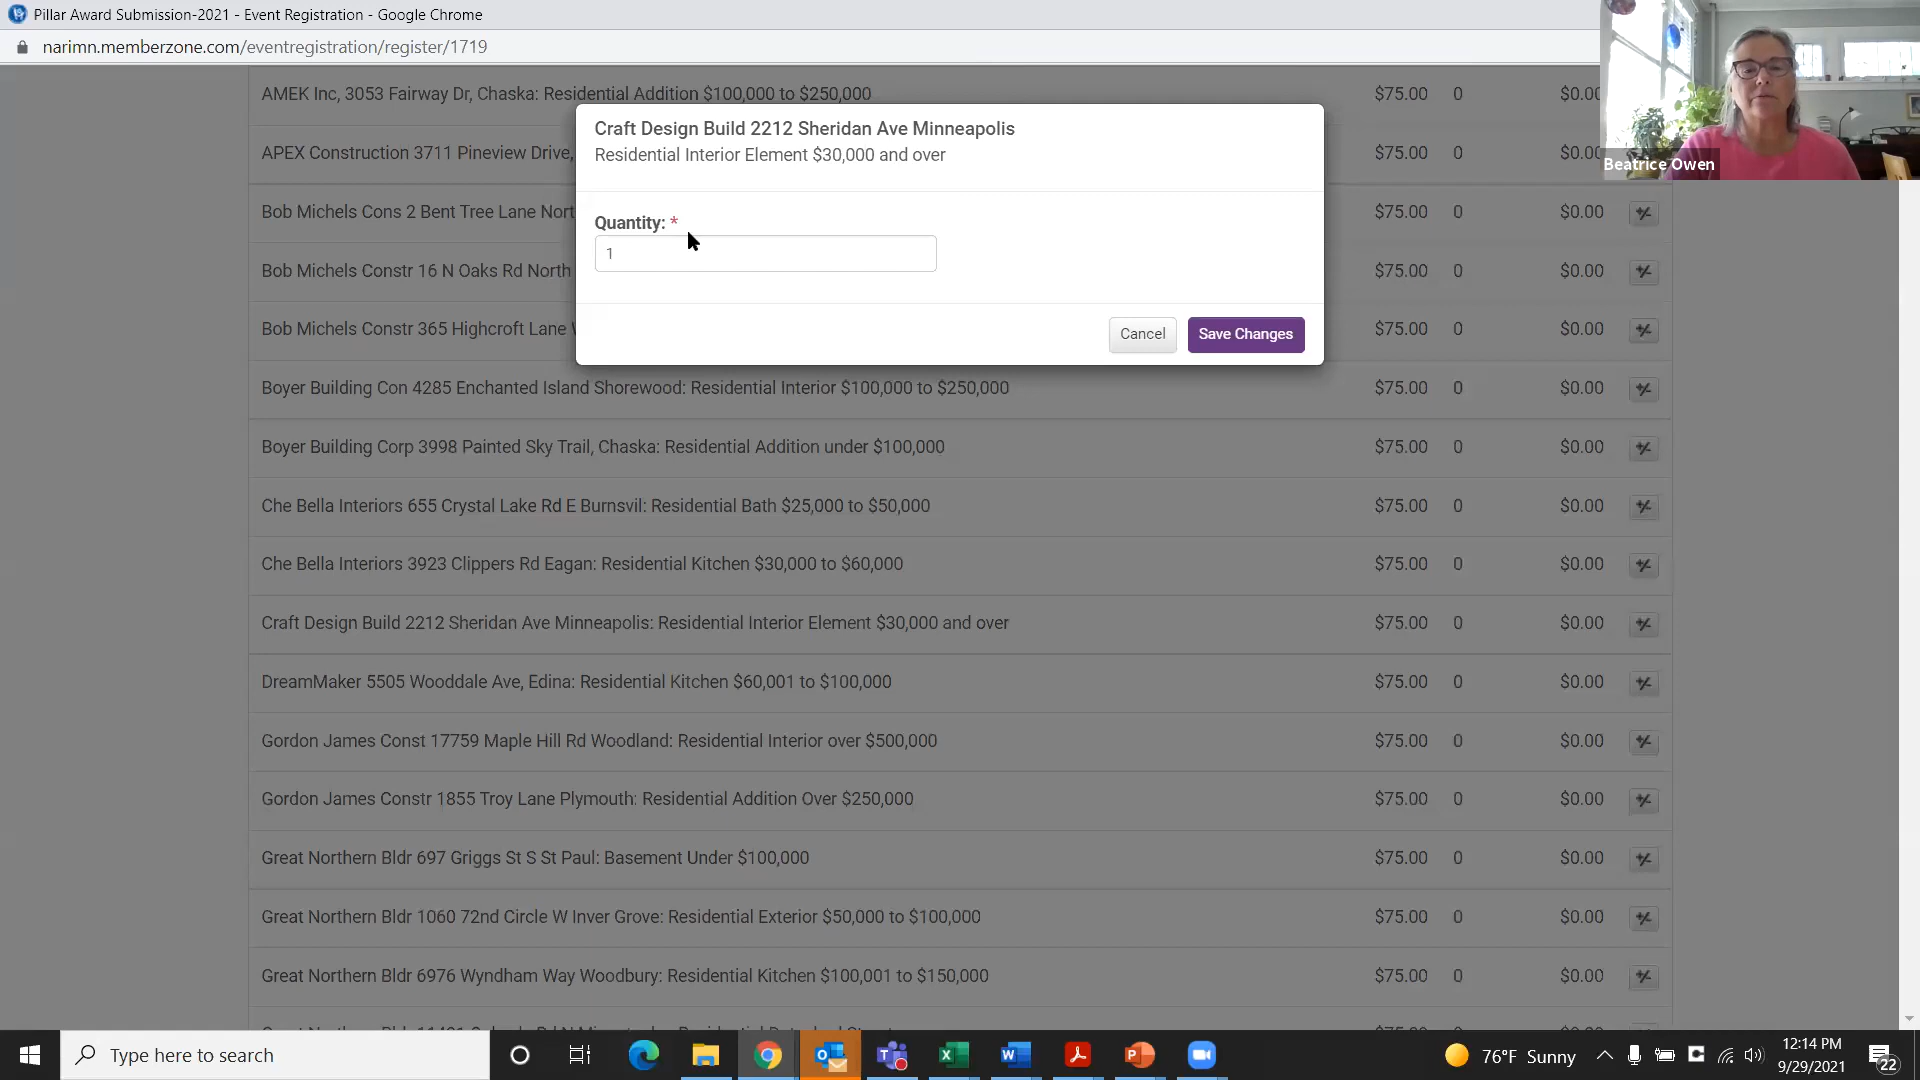 Pillar Award Submission-2021 - Event Registration - Google Chrome
narimn.memberzone.com/eventregistration/register/1719
Beatrice Owen
AMEK Inc, 3053 Fairway Dr, Chaska: Residential Addition $100,000 to $250,000 $75.00 0 $0.00
Craft Design Build 2212 Sheridan Ave Minneapolis
Residential Interior Element $30,000 and over
Quantity: *
1
Cancel Save Changes
APEX Construction 3711 Pineview Drive, $75.00 0 $0.00
Bob Michels Cons 2 Bent Tree Lane Nort $75.00 0 $0.00
Bob Michels Constr 16 N Oaks Rd North $75.00 0 $0.00
Bob Michels Constr 365 Highcroft Lane $75.00 0 $0.00
Boyer Building Con 4285 Enchanted Island Shorewood: Residential Interior $100,000 to $250,000 $75.00 0 $0.00
Boyer Building Corp 3998 Painted Sky Trail, Chaska: Residential Addition under $100,000 $75.00 0 $0.00
Che Bella Interiors 655 Crystal Lake Rd E Burnsvil: Residential Bath $25,000 to $50,000 $75.00 0 $0.00
Che Bella Interiors 3923 Clippers Rd Eagan: Residential Kitchen $30,000 to $60,000 $75.00 0 $0.00
Craft Design Build 2212 Sheridan Ave Minneapolis: Residential Interior Element $30,000 and over $75.00 0 $0.00
DreamMaker 5505 Wooddale Ave, Edina: Residential Kitchen $60,001 to $100,000 $75.00 0 $0.00
Gordon James Const 17759 Maple Hill Rd Woodland: Residential Interior over $500,000 $75.00 0 $0.00
Gordon James Constr 1855 Troy Lane Plymouth: Residential Addition Over $250,000 $75.00 0 $0.00
Great Northern Bldr 697 Griggs St S St Paul: Basement Under $100,000 $75.00 0 $0.00
Great Northern Bldr 1060 72nd Circle W Inver Grove: Residential Exterior $50,000 to $100,000 $75.00 0 $0.00
Great Northern Bldr 6976 Wyndham Way Woodbury: Residential Kitchen $100,001 to $150,000 $75.00 0 $0.00
Type here to search
76°F Sunny
12:14 PM
9/29/2021
22